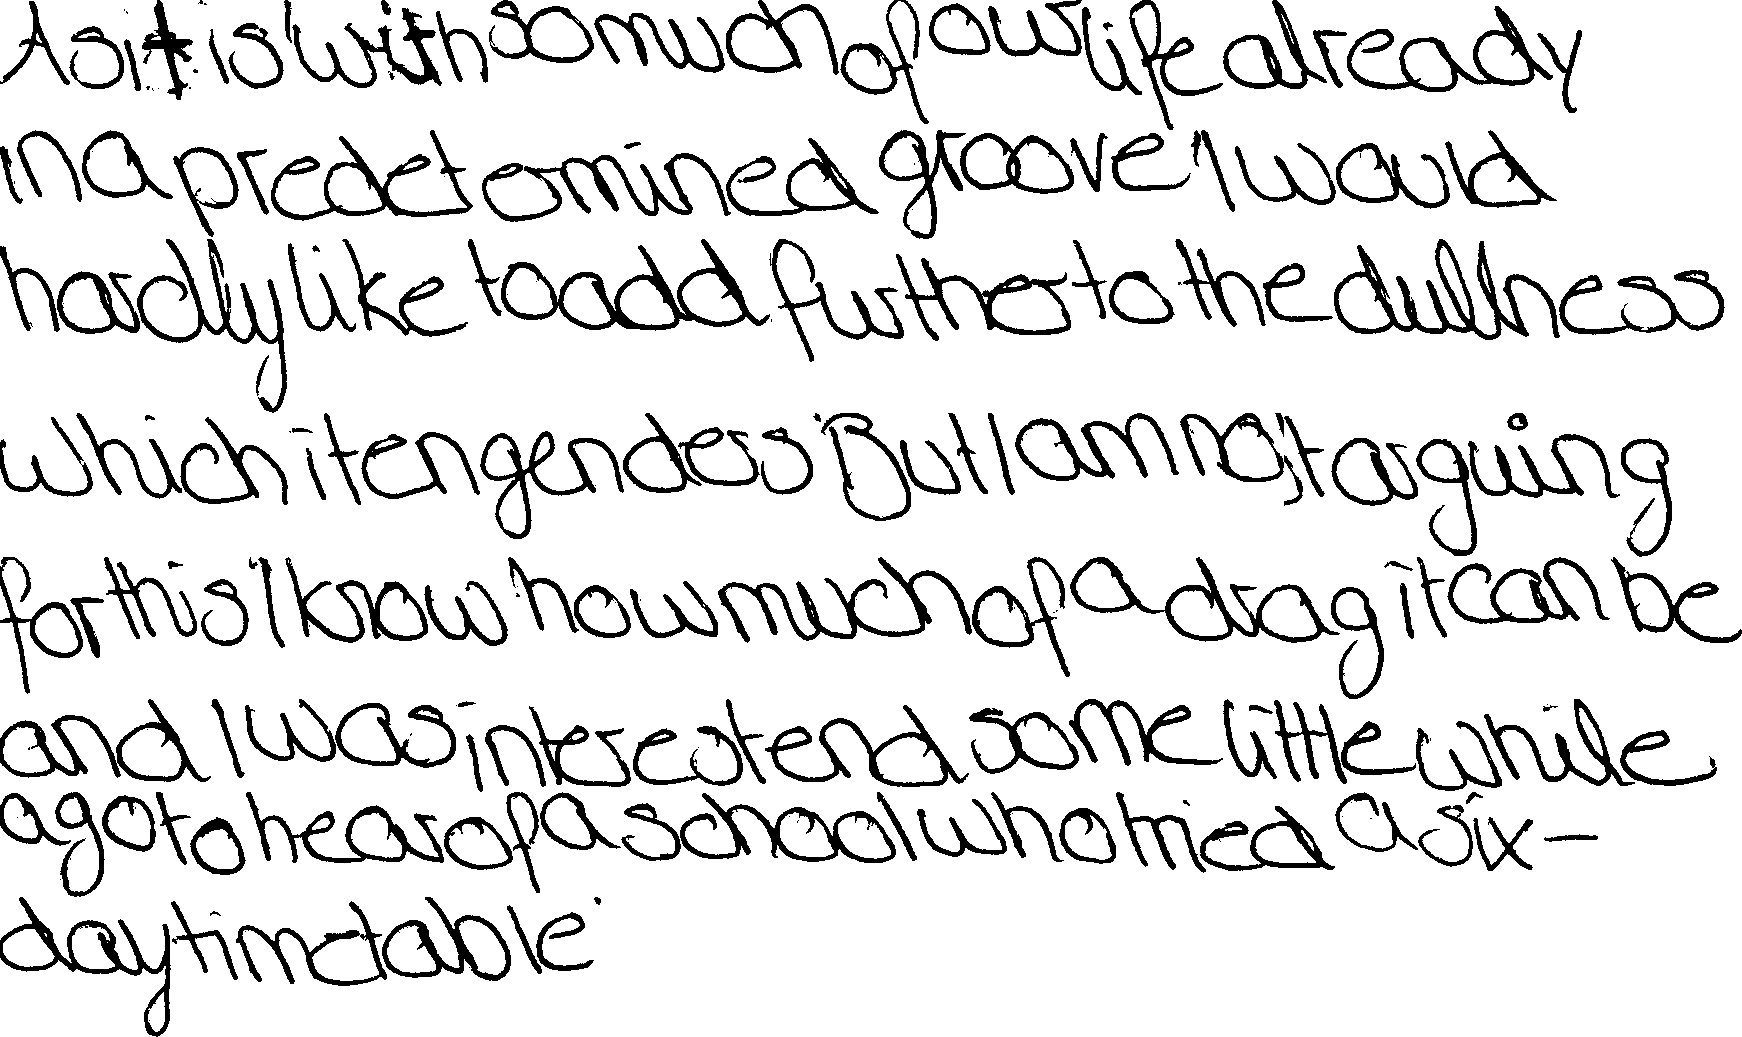 As it is with so much of our life already
in a predetermined groove I would
hardly like to add further to the dullness
which it engenders. But I am not arguing
for this. I know how much of a drag it can be
and I was interestend some little while
ago to hear of a school who tried a six-
day timetable.